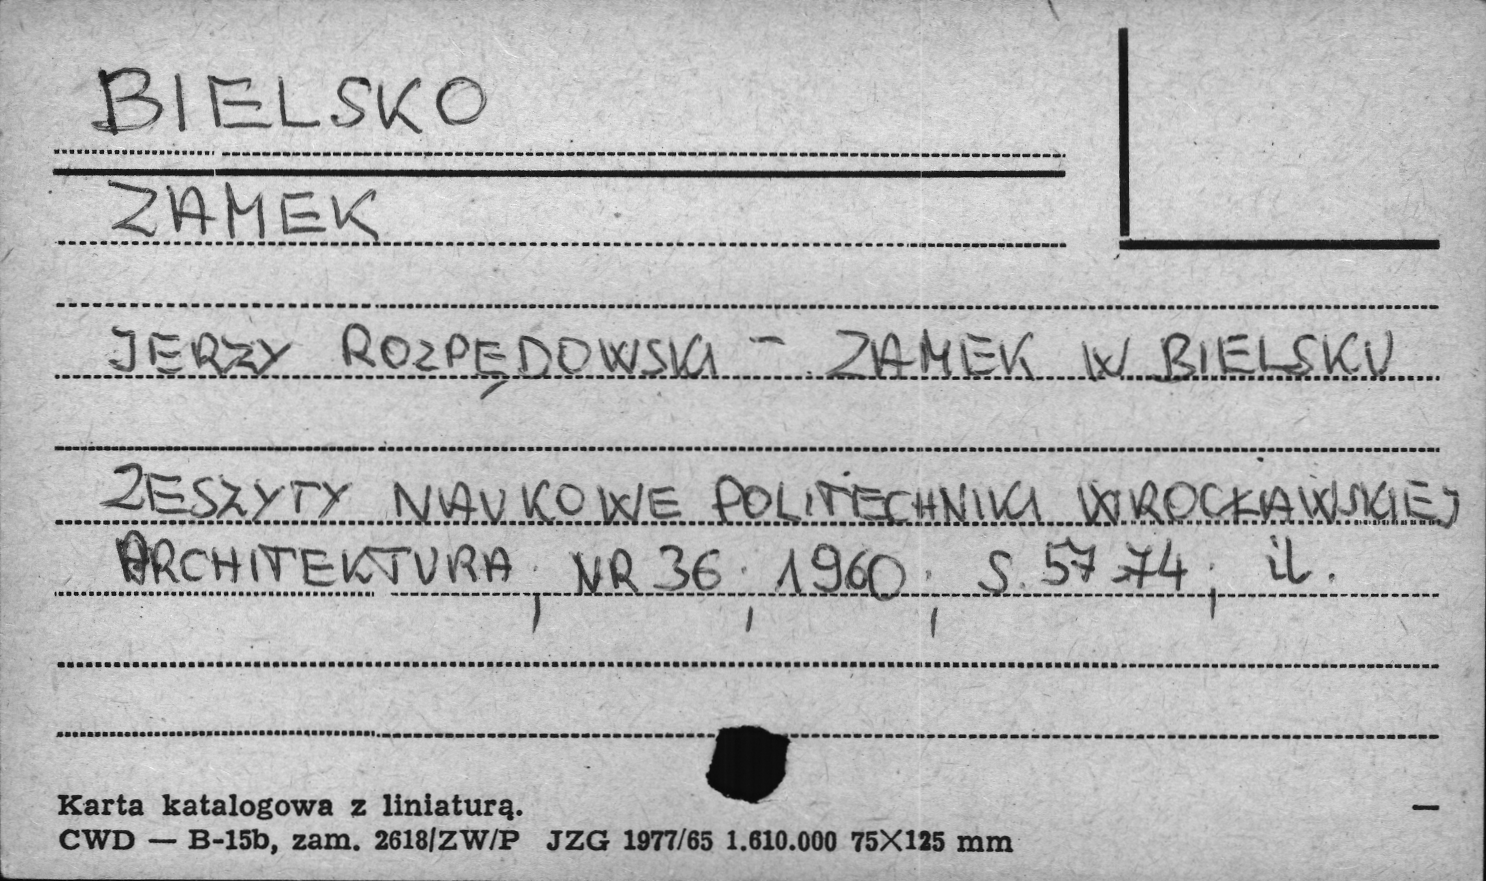 BIELSKO
ZAMEK
JERZY ROZPĘDOWSKI - ZAMEK W BIELSKU
ZESZYTY NAUKOWE POLITECHNIKI WROCŁAWSKIEJ
ARCHITEKTURA, NR 36, 1960, S. 57-74, il.
Karta katalogowa z liniaturą.
CWD — B-15b, zam. 2618/ZW/P JZG 1977/65 1.610.000 75×125 mm